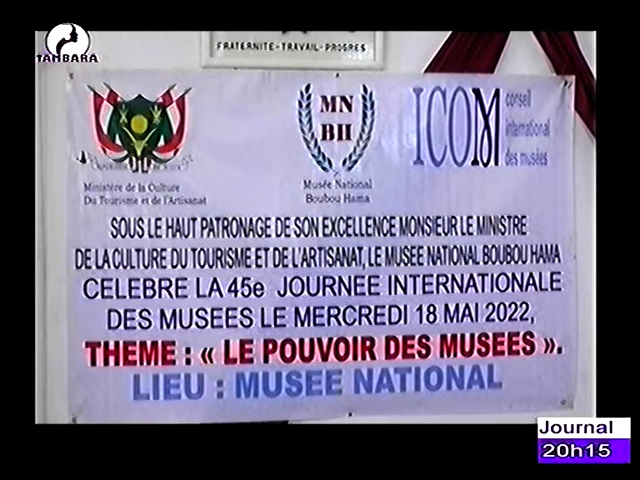 TAMBARA
FRATERNITE-TRAVAIL-PROGRES
MN
BH
ICOM
conseil
international
des musées
Ministère de la Culture
Du Tourisme et de l'Artisanat
Musée National
Boubou Hama
SOUS LE HAUT PATRONAGE DE SON EXCELLENCE MONSIEUR LE MINISTRE
DE LA CULTURE DU TOURISME ET DE L'ARTISANAT, LE MUSEE NATIONAL BOUBOU HAMA
CELEBRE LA 45e JOURNEE INTERNATIONALE
DES MUSEES LE MERCREDI 18 MAI 2022,
THEME : « LE POUVOIR DES MUSEES ».
LIEU : MUSEE NATIONAL
Journal
20h15